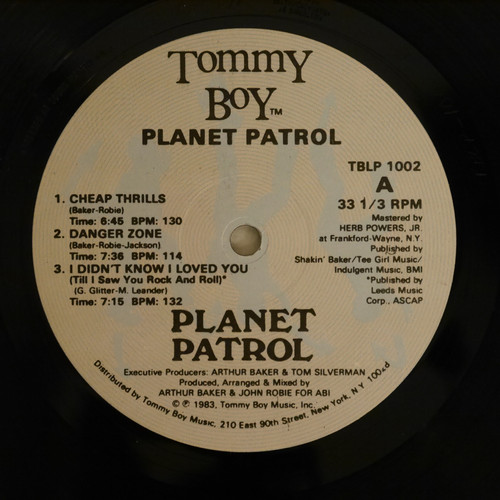 TOMMY
BOY™
PLANET PATROL
TBLP 1002
A
33 1/3 RPM
Mastered by
HERB POWERS, JR.
at Frankford-Wayne, N.Y.
Published by
Shakin' Baker/Tee Girl Music/
Indulgent Music, BMI
*Published by
Leeds Music
Corp., ASCAP
1. CHEAP THRILLS
(Baker-Robie)
Time: 6:45 BPM: 130
2. DANGER ZONE
(Baker-Robie-Jackson)
Time: 7:36 BPM: 114
3. I DIDN'T KNOW I LOVED YOU
(Till I Saw You Rock And Roll)*
(G. Glitter-M. Leander)
Time: 7:15 BPM: 132
PLANET
PATROL
Executive Producers: ARTHUR BAKER & TOM SILVERMAN
Produced, Arranged & Mixed by
ARTHUR BAKER & JOHN ROBIE FOR ABI
© ℗ 1983, Tommy Boy Music, Inc.
Distributed by Tommy Boy Music, 210 East 90th Street, New York, N.Y.